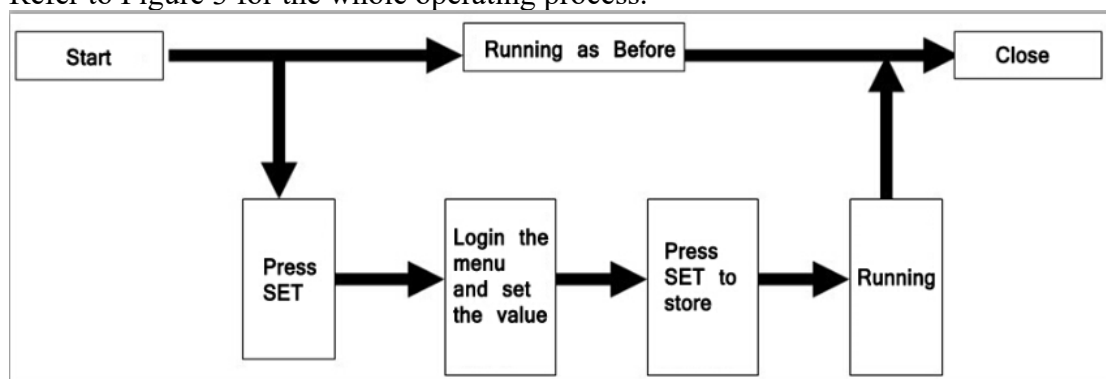 Refer to Figure 3 for the whole operating process.
Start
Running as Before
Close
Press
SET
Login the
menu
and set
the value
Press
SET to
store
Running